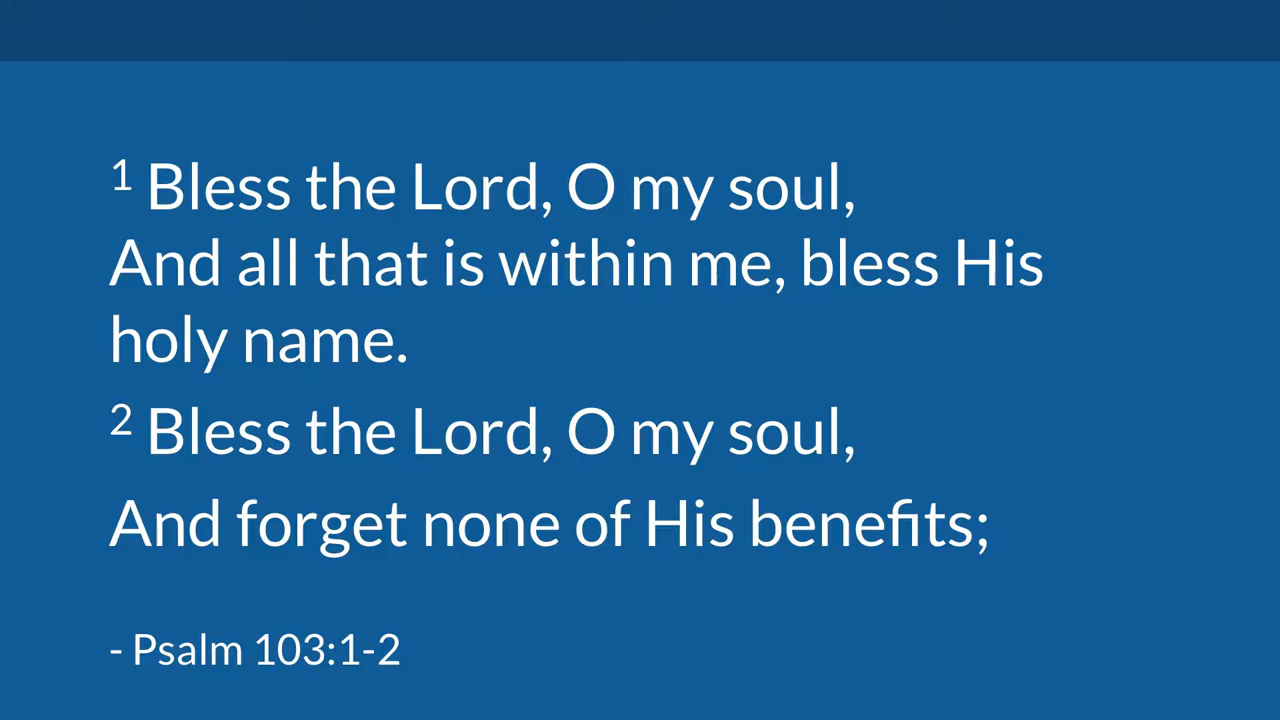 1 Bless the Lord, O my soul,
And all that is within me, bless His
holy name.
2 Bless the Lord, O my soul,
And forget none of His benefits;
- Psalm 103:1-2